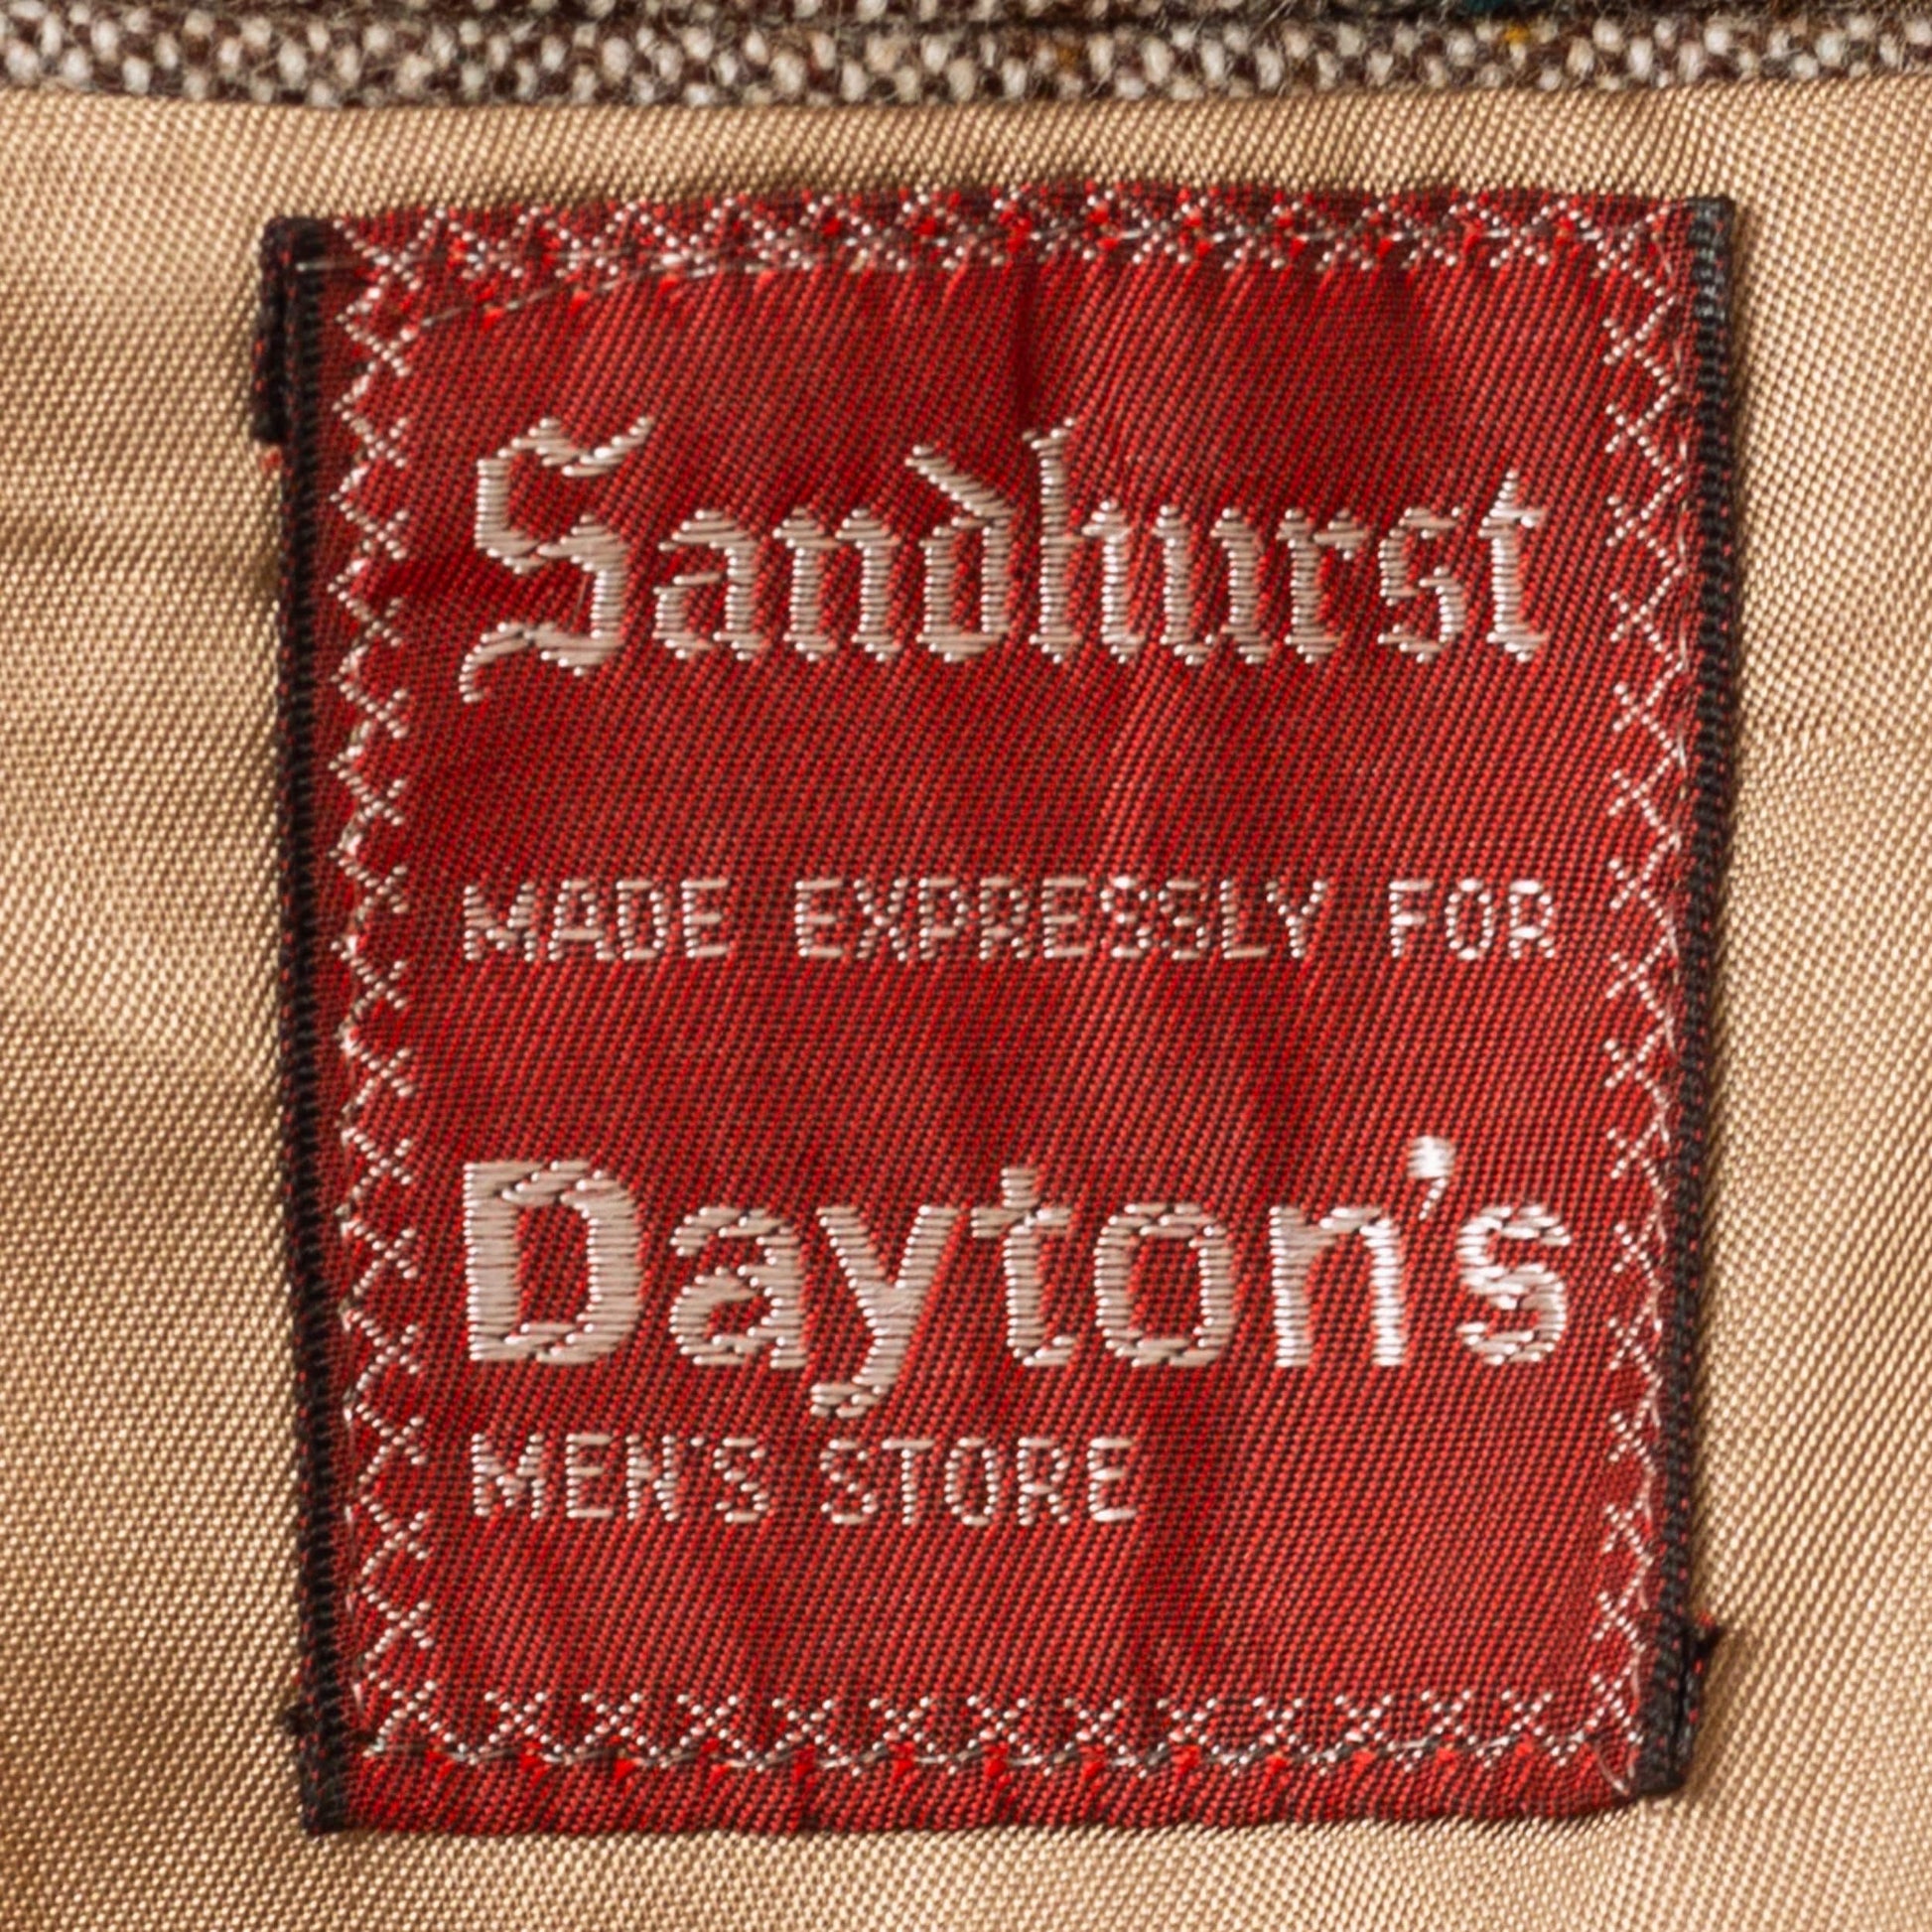 Sandhurst
MADE EXPRESSLY FOR
Dayton's
MEN'S STORE